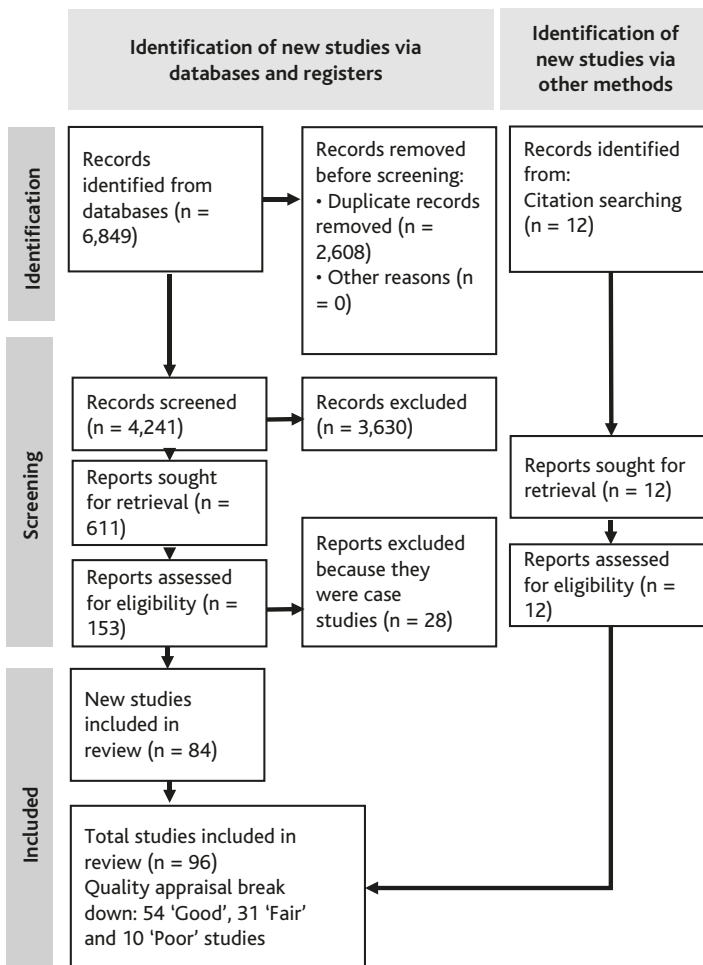 Identification of new studies via
databases and registers
Identification of
new studies via
other methods
Identification
Records
identified from
databases (n =
6,849)
Records removed
before screening:
• Duplicate records
removed (n =
2,608)
• Other reasons (n
= 0)
Records identified
from:
Citation searching
(n = 12)
Screening
Records screened
(n = 4,241)
Records excluded
(n = 3,630)
Reports sought
for retrieval (n =
611)
Reports sought for
retrieval (n = 12)
Reports assessed
for eligibility (n =
153)
Reports excluded
because they
were case
studies (n = 28)
Reports assessed
for eligibility (n =
12)
Included
New studies
included in
review (n = 84)
Total studies included in
review (n = 96)
Quality appraisal break
down: 54 ‘Good’, 31 ‘Fair’
and 10 ‘Poor’ studies